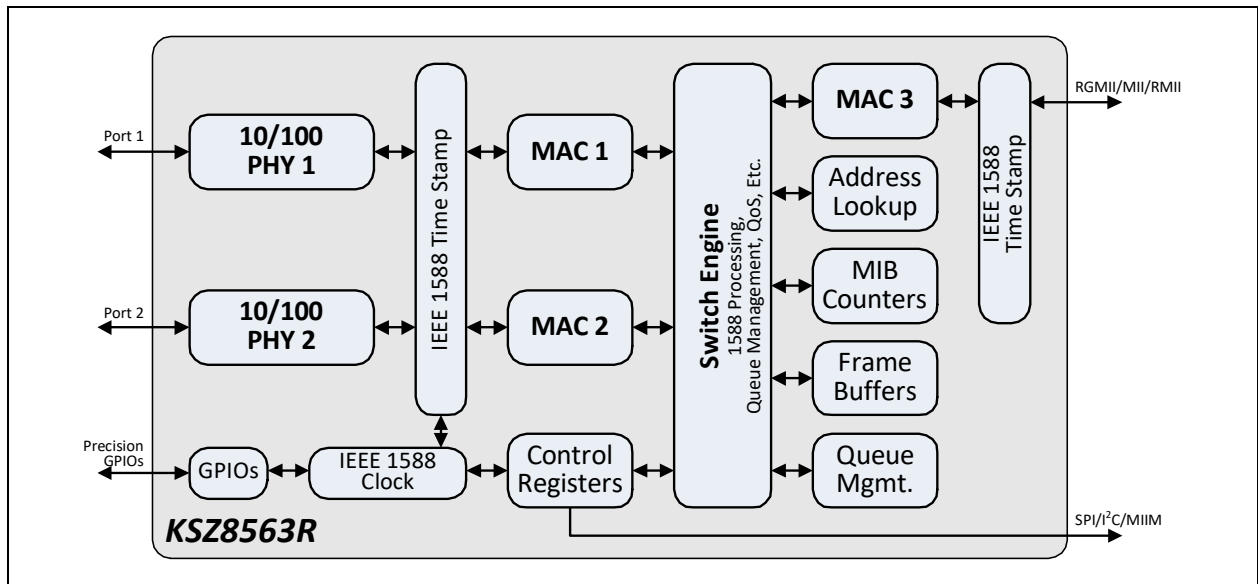 Port 1
10/100
PHY 1
IEEE 1588 Time Stamp
MAC 1
Switch Engine
1588 Processing,
Queue Management, QoS, Etc.
MAC 3
IEEE 1588
Time Stamp
RGMII/MII/RMII
Address
Lookup
MIB
Counters
Port 2
10/100
PHY 2
MAC 2
Frame
Buffers
Precision
GPIOs
GPIOs
IEEE 1588
Clock
Control
Registers
Queue
Mgmt.
SPI/I²C/MIIM
KSZ8563R